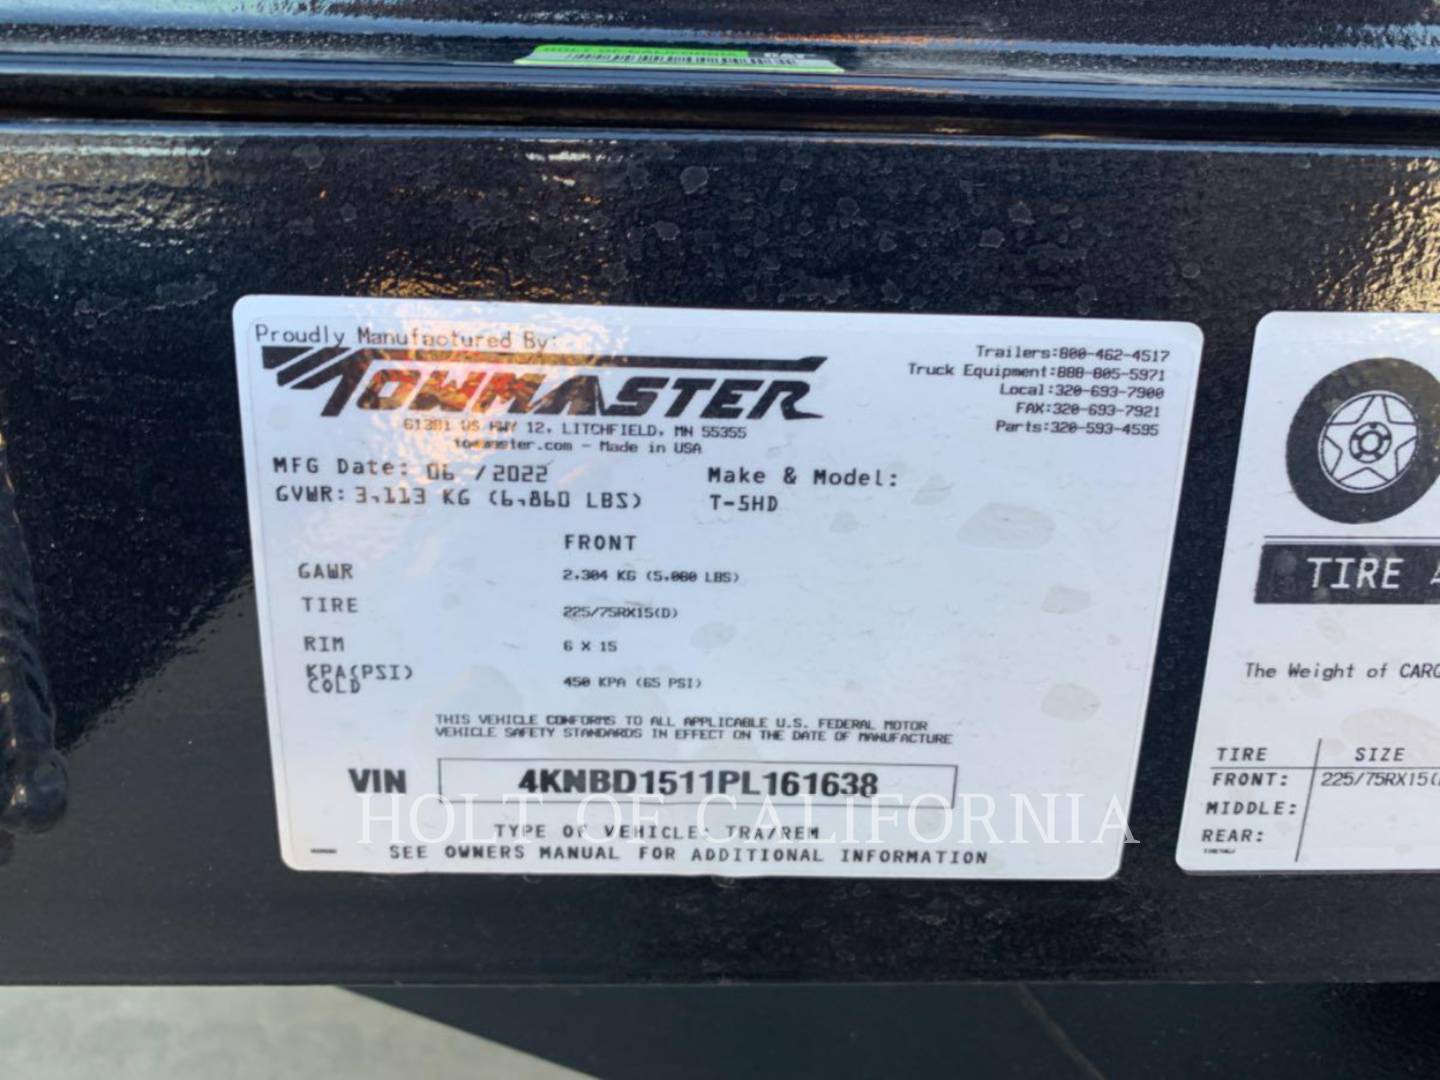 HOLT OF CALIFORNIA
Proudly Manufactured By:
TOWMASTER
61381 US HWY 12, LITCHFIELD, MN 55355
towmaster.com - Made in USA
Trailers:800-462-4517
Truck Equipment:888-805-5971
Local:320-693-7900
FAX:320-693-7921
Parts:320-593-4595
MFG Date: 06 /2022
GVWR: 3,113 KG (6,860 LBS)
Make & Model:
T-5HD
FRONT
GAWR 2,304 KG (5,080 LBS)
TIRE 225/75RX15(D)
RIM 6 X 15
KPA(PSI)
COLD 450 KPA (65 PSI)
THIS VEHICLE CONFORMS TO ALL APPLICABLE U.S. FEDERAL MOTOR
VEHICLE SAFETY STANDARDS IN EFFECT ON THE DATE OF MANUFACTURE
VIN 4KNBD1511PL161638
TYPE OF VEHICLE: TRA/REM
SEE OWNERS MANUAL FOR ADDITIONAL INFORMATION
TIRE
The Weight of CARG
TIRE SIZE
FRONT: 225/75RX15(
MIDDLE:
REAR:
HOLT OF CALIFORNIA